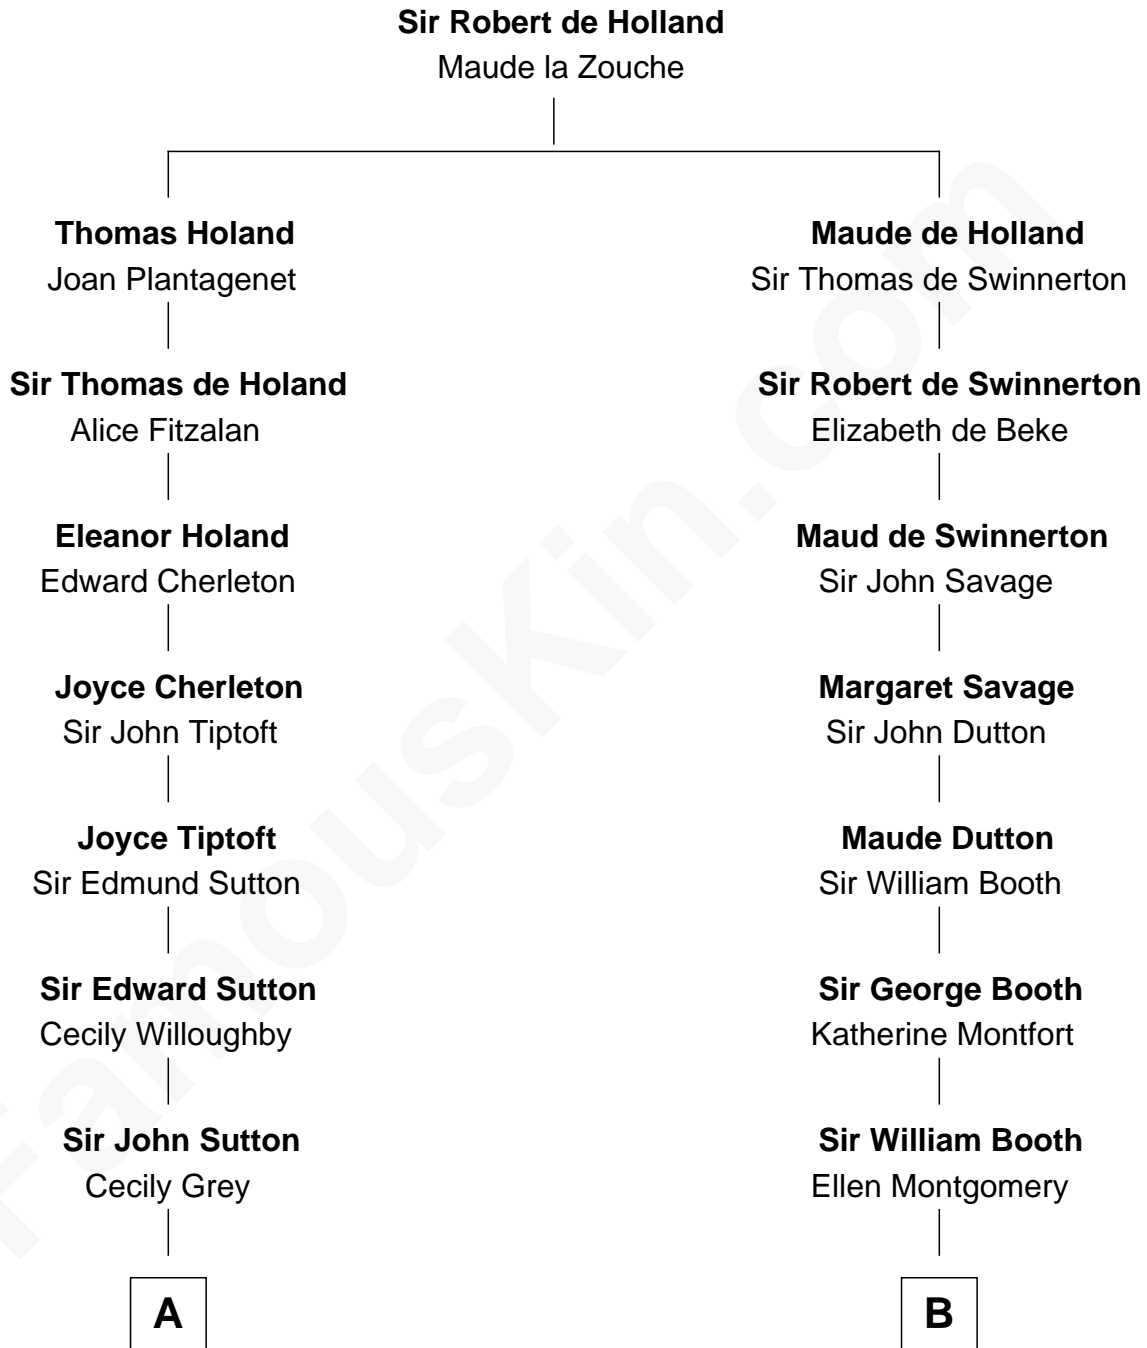 Sir Robert de Holland
Maude la Zouche
Thomas Holand
Joan Plantagenet
Sir Thomas de Holand
Alice Fitzalan
Eleanor Holand
Edward Cherleton
Joyce Cherleton
Sir John Tiptoft
Joyce Tiptoft
Sir Edmund Sutton
Sir Edward Sutton
Cecily Willoughby
Sir John Sutton
Cecily Grey
A
Maude de Holland
Sir Thomas de Swinnerton
Sir Robert de Swinnerton
Elizabeth de Beke
Maud de Swinnerton
Sir John Savage
Margaret Savage
Sir John Dutton
Maude Dutton
Sir William Booth
Sir George Booth
Katherine Montfort
Sir William Booth
Ellen Montgomery
B
FamousKin.com